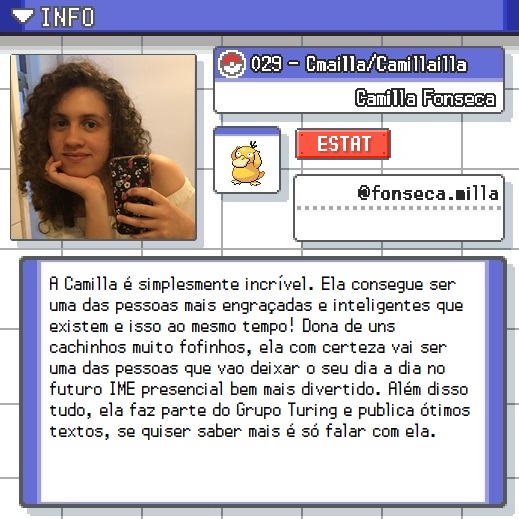 INFO
029 - Cmailla/Camillailla
Camilla Fonseca
ESTAT
@fonseca.milla
A Camilla é simplesmente incrível. Ela consegue ser
uma das pessoas mais engraçadas e inteligentes que
existem e isso ao mesmo tempo! Dona de uns
cachinhos muito fofinhos, ela com certeza vai ser
uma das pessoas que vao deixar o seu dia a dia no
futuro IME presencial bem mais divertido. Além disso
tudo, ela faz parte do Grupo Turing e publica ótimos
textos, se quiser saber mais é só falar com ela.